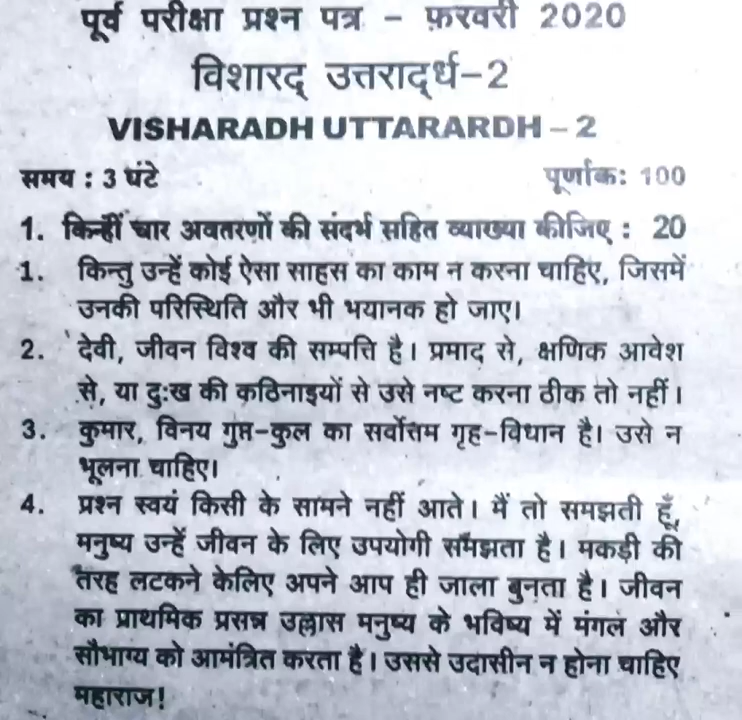 पूर्व परीक्षा प्रश्न पत्र – फ़रवरी 2020
विशारद् उत्तरार्द्ध–2
VISHARADH UTTARARDH – 2
समय : 3 घंटे पूर्णांक: 100
1. किन्हीं चार अवतरणों की संदर्भ सहित व्याख्या कीजिए : 20
1. किन्तु उन्हें कोई ऐसा साहस का काम न करना चाहिए, जिसमें
उनकी परिस्थिति और भी भयानक हो जाए।
2. देवी, जीवन विश्व की सम्पत्ति है। प्रमाद से, क्षणिक आवेश
से, या दुःख की कठिनाइयों से उसे नष्ट करना ठीक तो नहीं।
3. कुमार, विनय गुप्त–कुल का सर्वोत्तम गृह–विधान है। उसे न
भूलना चाहिए।
4. प्रश्न स्वयं किसी के सामने नहीं आते। मैं तो समझती हूँ,
मनुष्य उन्हें जीवन के लिए उपयोगी समझता है। मकड़ी की
तरह लटकने केलिए अपने आप ही जाला बुनता है। जीवन
का प्राथमिक प्रसन्न उल्लास मनुष्य के भविष्य में मंगल और
सौभाग्य को आमंत्रित करता है। उससे उदासीन न होना चाहिए
महाराज!